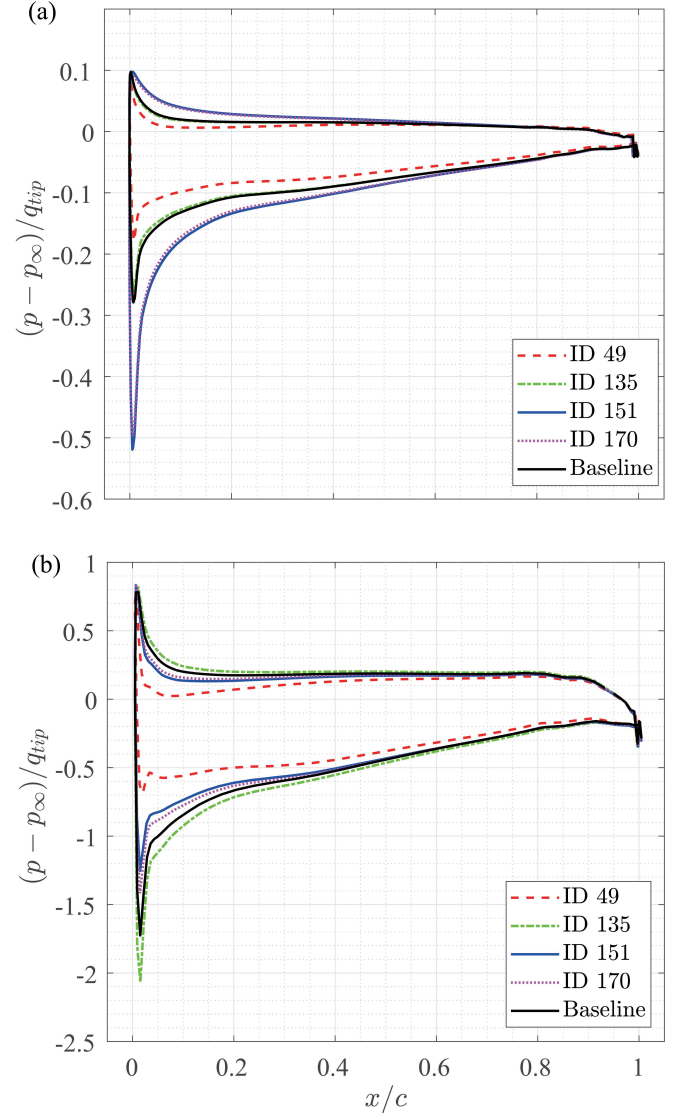 (a)
0.1
0
-0.1
-0.2
-0.3
-0.4
-0.5
-0.6
(p − p∞)/qtip
ID 49
ID 135
ID 151
ID 170
Baseline
(b)
1
0.5
0
-0.5
-1
-1.5
-2
-2.5
(p − p∞)/qtip
ID 49
ID 135
ID 151
ID 170
Baseline
0 0.2 0.4 0.6 0.8 1
x/c